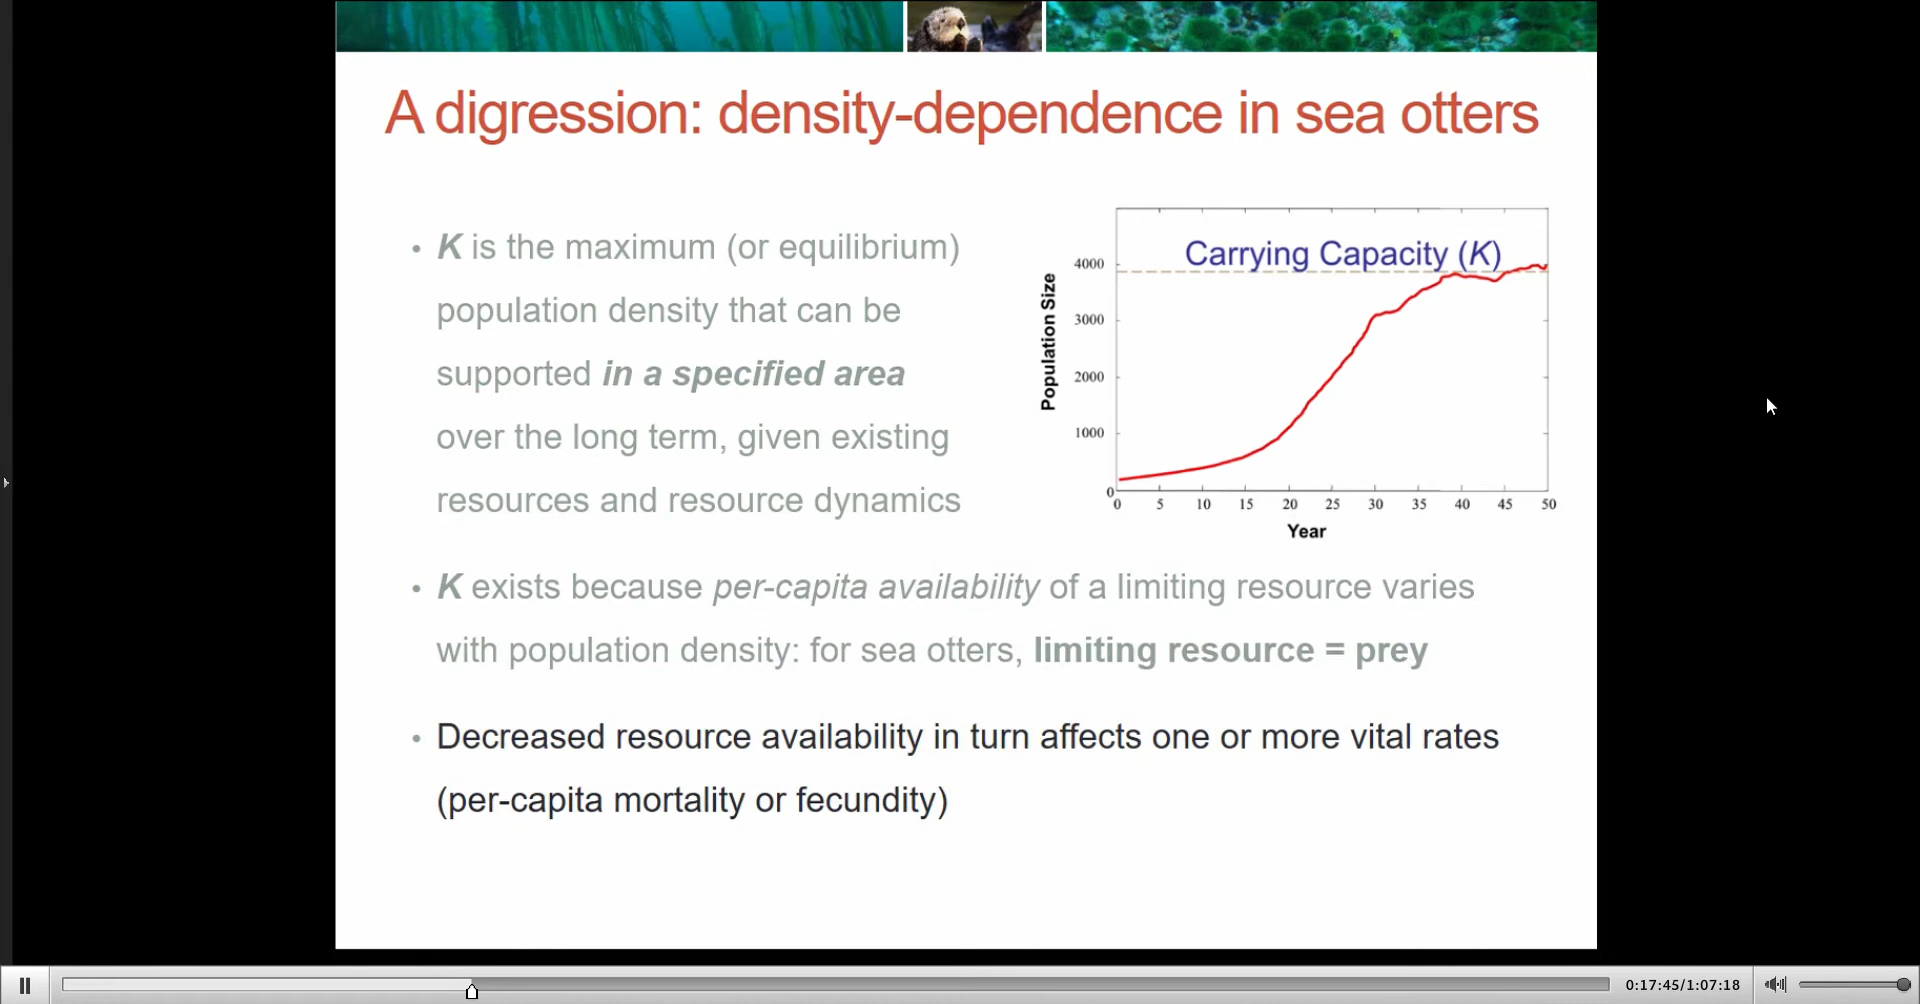 A digression: density-dependence in sea otters
• K is the maximum (or equilibrium)
population density that can be
supported in a specified area
over the long term, given existing
resources and resource dynamics
Carrying Capacity (K)
Population Size
4000
3000
2000
1000
0
0 5 10 15 20 25 30 35 40 45 50
Year
• K exists because per-capita availability of a limiting resource varies
with population density: for sea otters, limiting resource = prey
• Decreased resource availability in turn affects one or more vital rates
(per-capita mortality or fecundity)
0:17:45/1:07:18